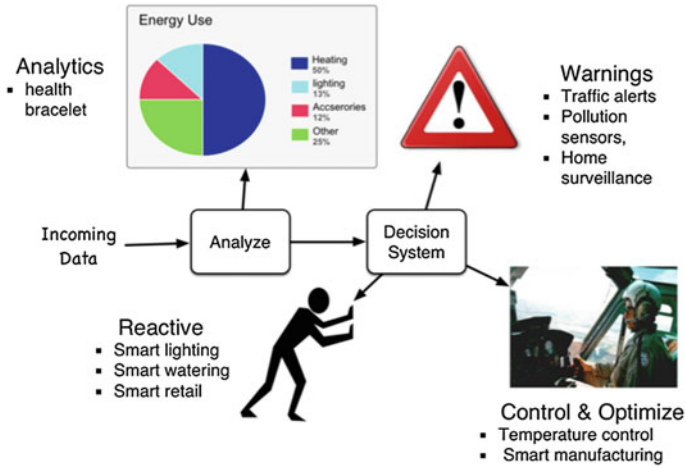 Energy Use
Heating
50%
lighting
13%
Accserories
12%
Other
25%
Analytics
▪ health
bracelet
Warnings
▪ Traffic alerts
▪ Pollution
sensors,
▪ Home
surveillance
Incoming
Data
Analyze
Decision
System
Reactive
▪ Smart lighting
▪ Smart watering
▪ Smart retail
Control & Optimize
▪ Temperature control
▪ Smart manufacturing